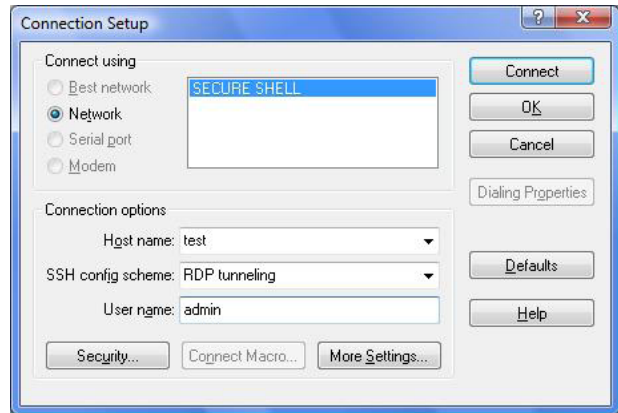 Connection Setup
Connect using
Best network
Network
Serial port
Modem
SECURE SHELL
Connect
OK
Cancel
Dialing Properties
Connection options
Host name: test
SSH config scheme: RDP tunneling
User name: admin
Defaults
Help
Security...
Connect Macro...
More Settings...